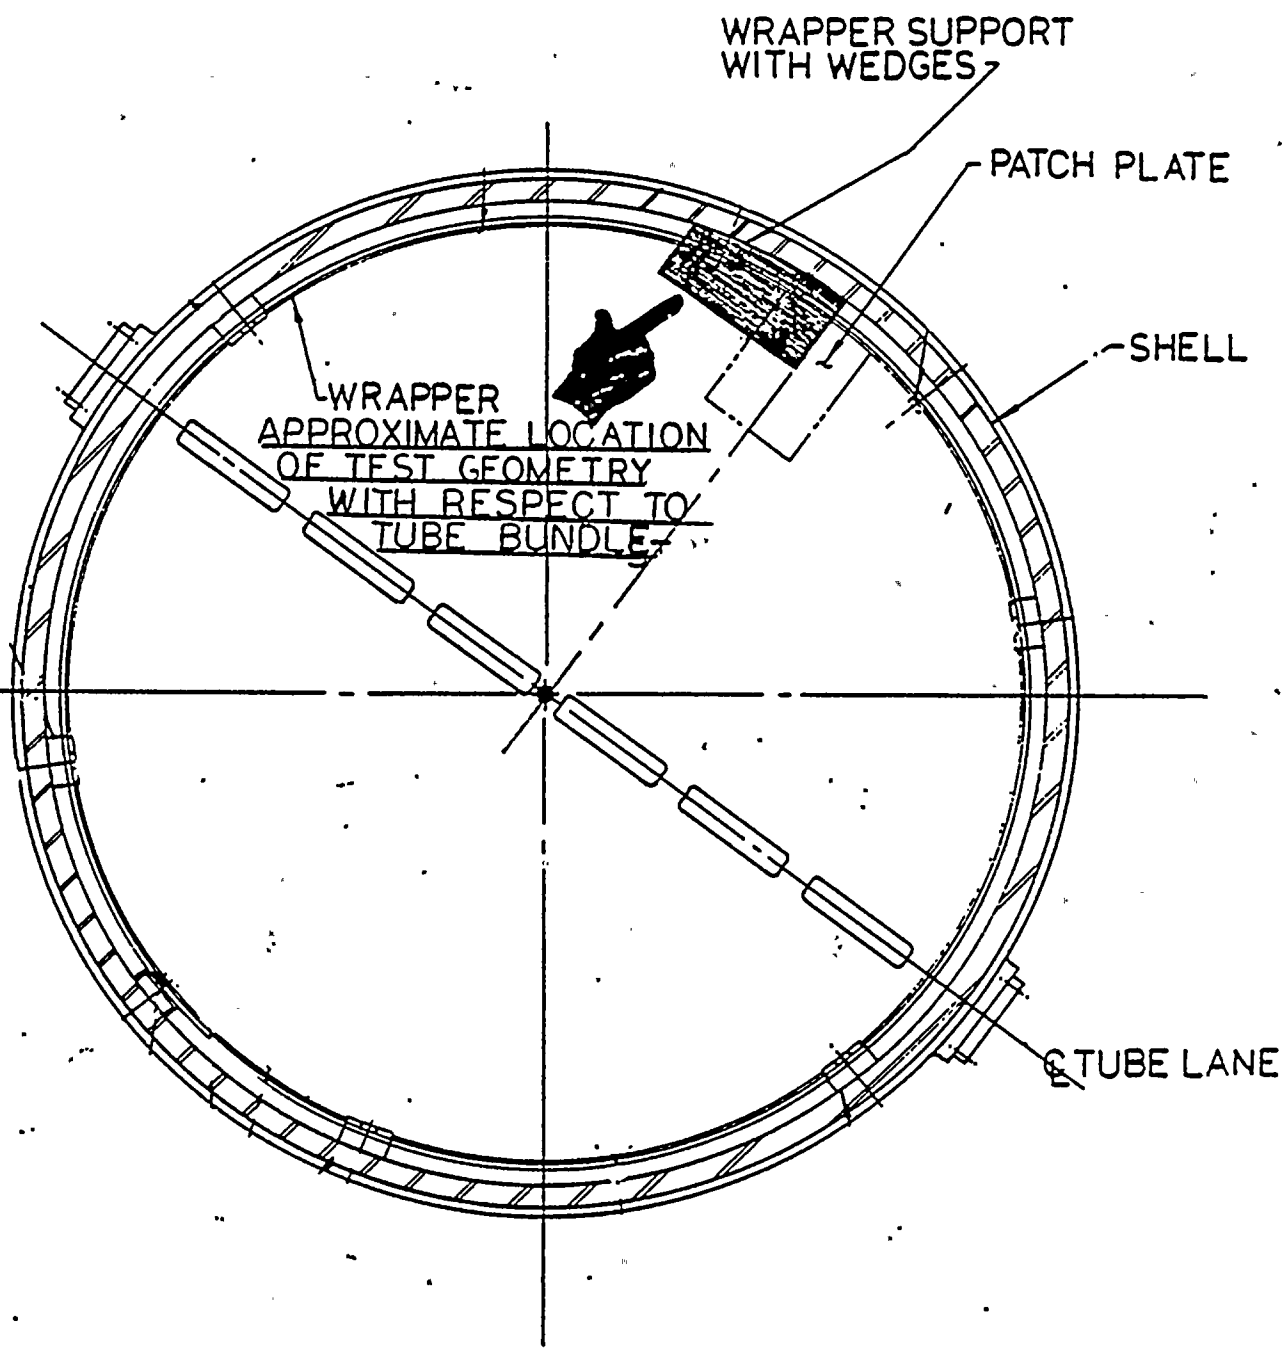 WRAPPER SUPPORT
WITH WEDGES
PATCH PLATE
SHELL
WRAPPER
APPROXIMATE LOCATION
OF TEST GEOMETRY
WITH RESPECT TO
TUBE BUNDLE
℄ TUBE LANE